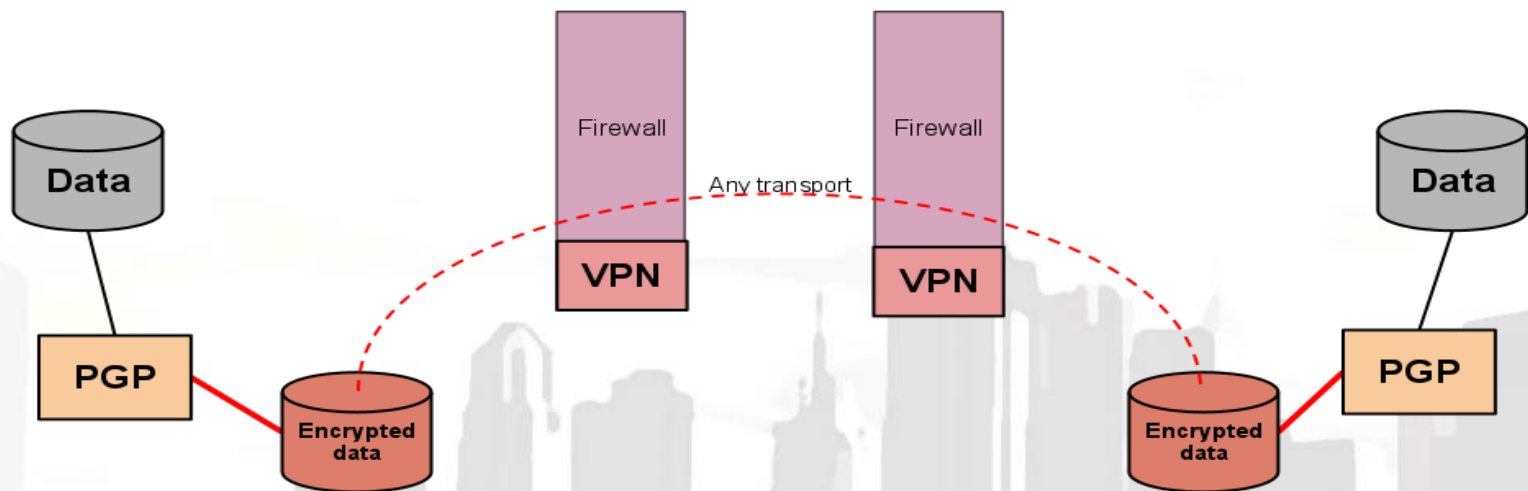 Firewall
Firewall
Data
Data
Any transport
VPN
VPN
PGP
PGP
Encrypted
data
Encrypted
data